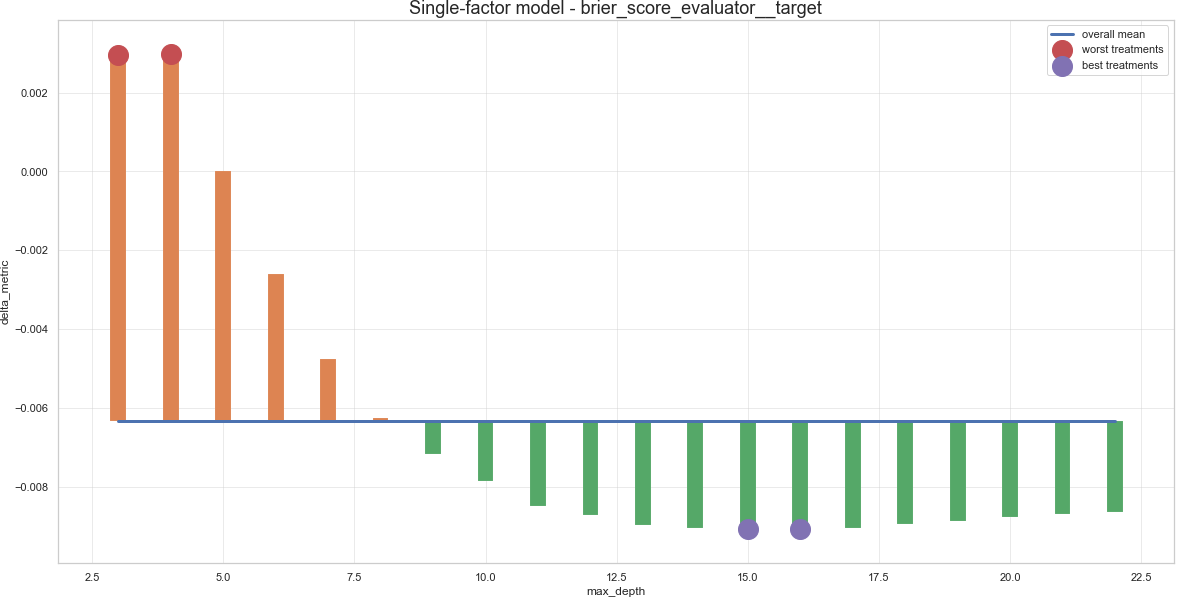 Single-factor model - brier_score_evaluator__target
overall mean
worst treatments
best treatments
0.002
0.000
−0.002
−0.004
−0.006
−0.008
delta_metric
2.5 5.0 7.5 10.0 12.5 15.0 17.5 20.0 22.5
max_depth